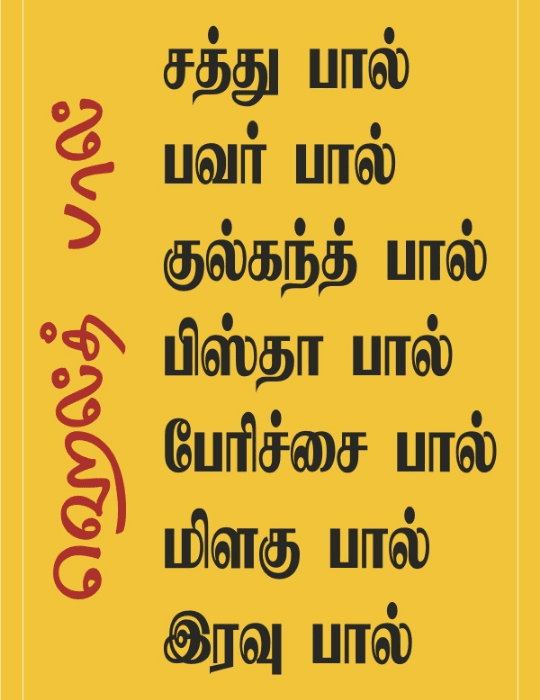 ஹெல்த் பால்
சத்து பால்
பவர் பால்
குல்கந்த் பால்
பிஸ்தா பால்
பேரிச்சை பால்
மிளகு பால்
இரவு பால்